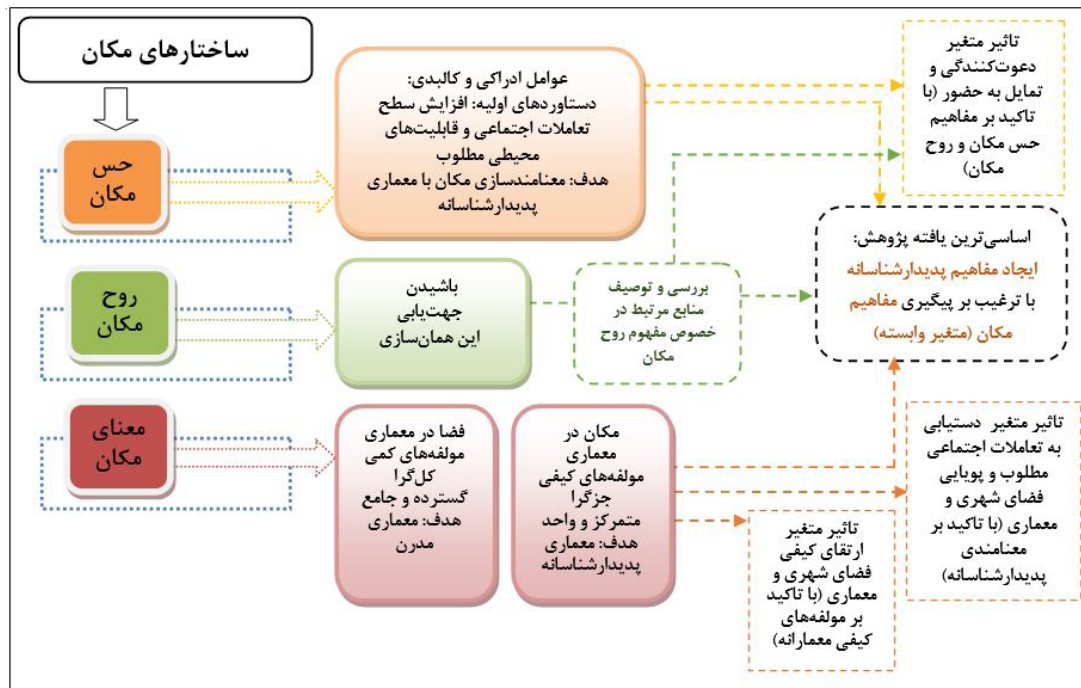 ساختارهای مکان
حس
مکان
عوامل ادراکی و کالبدی:
دستاوردهای اولیه: افزایش سطح
تعاملات اجتماعی و قابلیت‌های
محیطی مطلوب
هدف: معنامندسازی مکان با معماری
پدیدارشناسانه
تاثیر متغیر
دعوت‌کنندگی و
تمایل به حضور (با
تاکید بر مفاهیم
حس مکان و روح
مکان)
روح
مکان
باشیدن
جهت‌یابی
این همان‌سازی
بررسی و توصیف
منابع مرتبط در
خصوص مفهوم روح
مکان
اساسی‌ترین یافته پژوهش:
ایجاد مفاهیم پدیدارشناسانه
با ترغیب بر پیگیری مفاهیم
مکان (متغیر وابسته)
معنای
مکان
فضا در معماری
مولفه‌های کمی
کل‌گرا
گسترده و جامع
هدف: معماری
مدرن
مکان در
معماری
مولفه‌های کیفی
جزگرا
متمرکز و واحد
هدف: معماری
پدیدارشناسانه
تاثیر متغیر
ارتقای کیفی
فضای شهری و
معماری (با تاکید
بر مولفه‌های
کیفی معمارانه)
تاثیر متغیر دستیابی
به تعاملات اجتماعی
مطلوب و پویایی
فضای شهری و
معماری (با تاکید بر
معنامندی
پدیدارشناسانه)